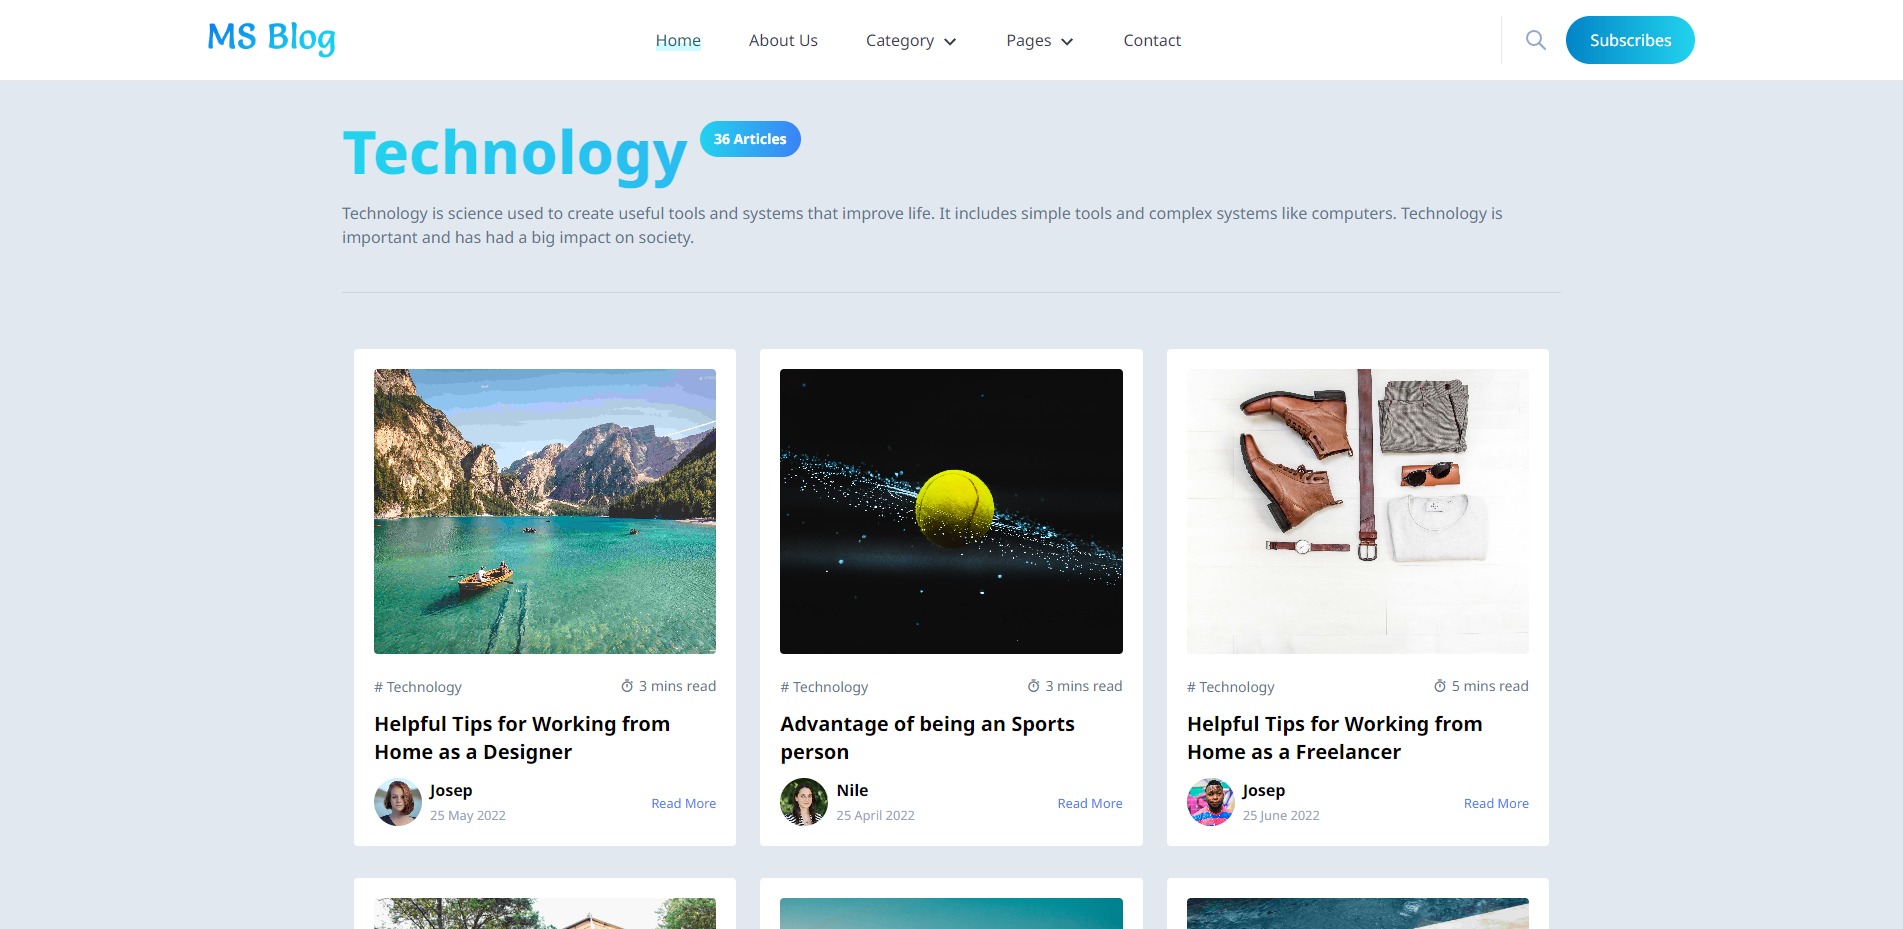 MS Blog
Home About Us Category Pages Contact Subscribes
Technology 36 Articles
Technology is science used to create useful tools and systems that improve life. It includes simple tools and complex systems like computers. Technology is
important and has had a big impact on society.
# Technology 3 mins read
Helpful Tips for Working from
Home as a Designer
Josep
25 May 2022
Read More
# Technology 3 mins read
Advantage of being an Sports
person
Nile
25 April 2022
Read More
# Technology 5 mins read
Helpful Tips for Working from
Home as a Freelancer
Josep
25 June 2022
Read More